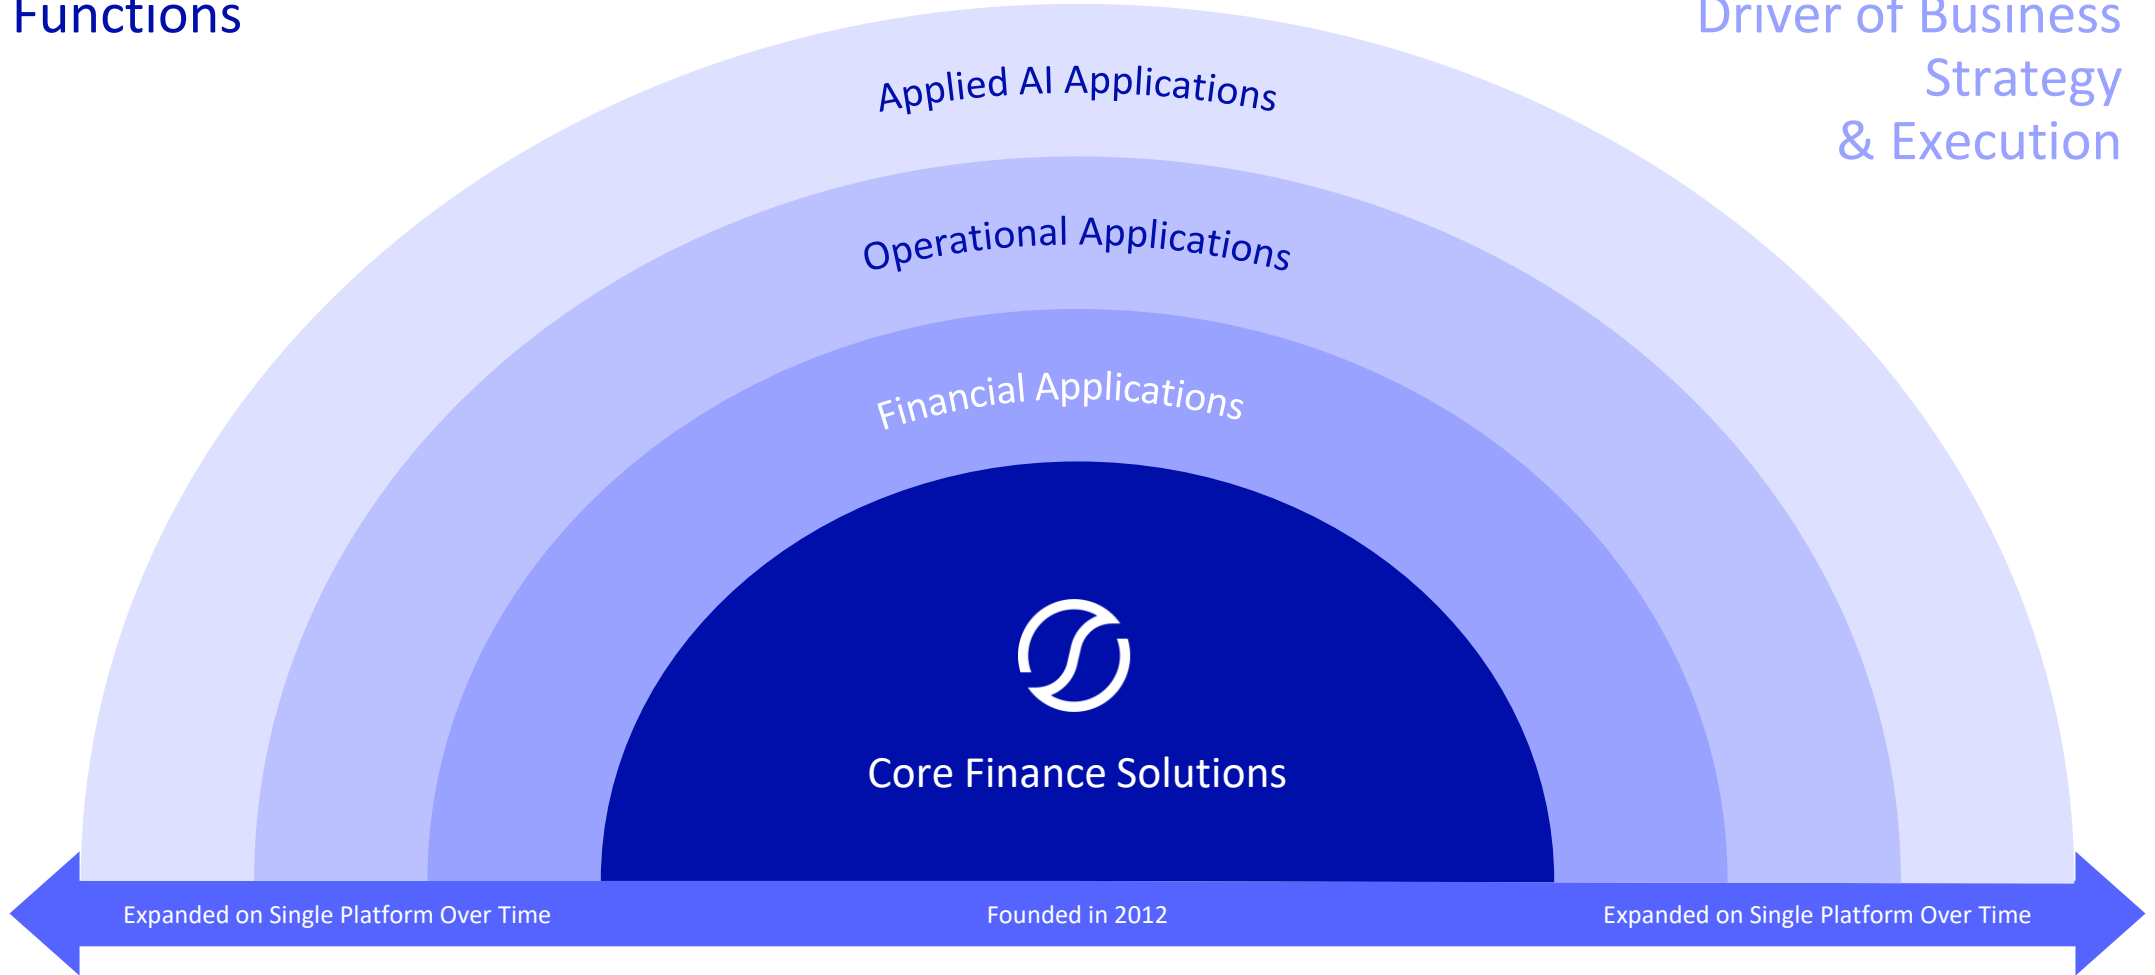 Functions
Driver of Business
Strategy
& Execution
Applied AI Applications
Operational Applications
Financial Applications
Core Finance Solutions
Expanded on Single Platform Over Time
Founded in 2012
Expanded on Single Platform Over Time